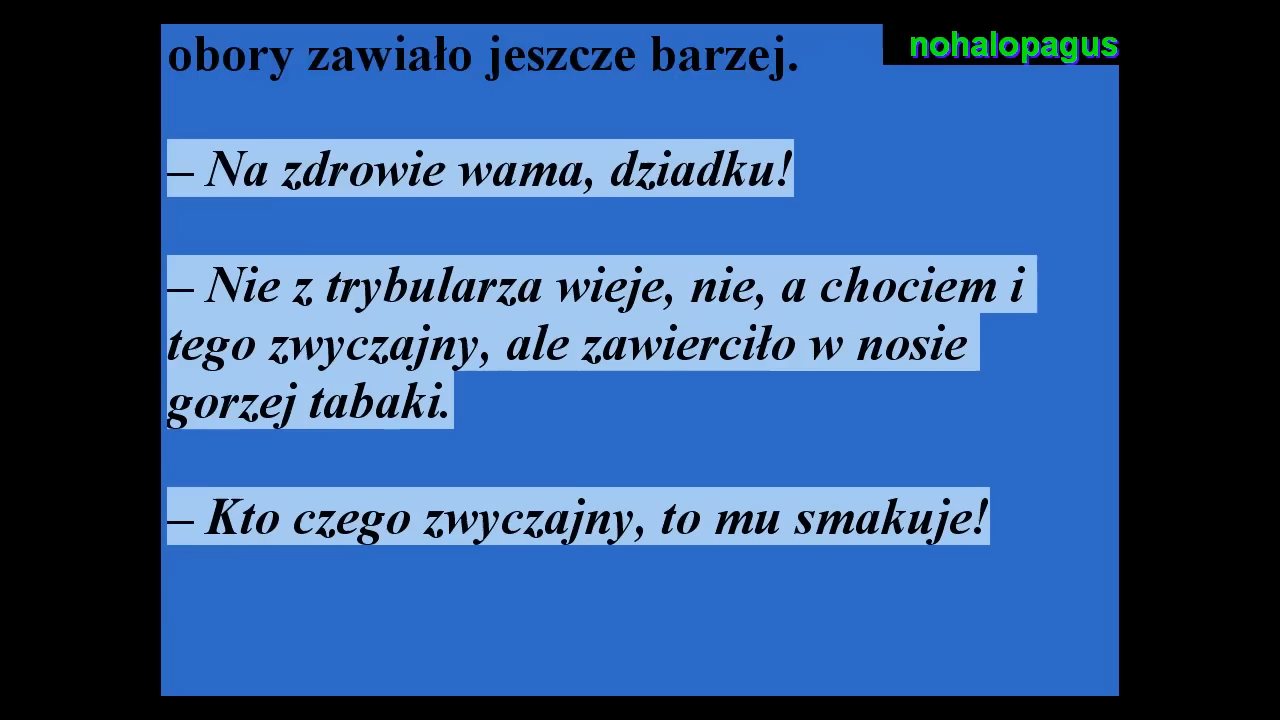 obory zawiało jeszcze barzej.
nohalopagus
– Na zdrowie wama, dziadku!
– Nie z trybularza wieje, nie, a chociem i
tego zwyczajny, ale zawierciło w nosie
gorzej tabaki.
– Kto czego zwyczajny, to mu smakuje!